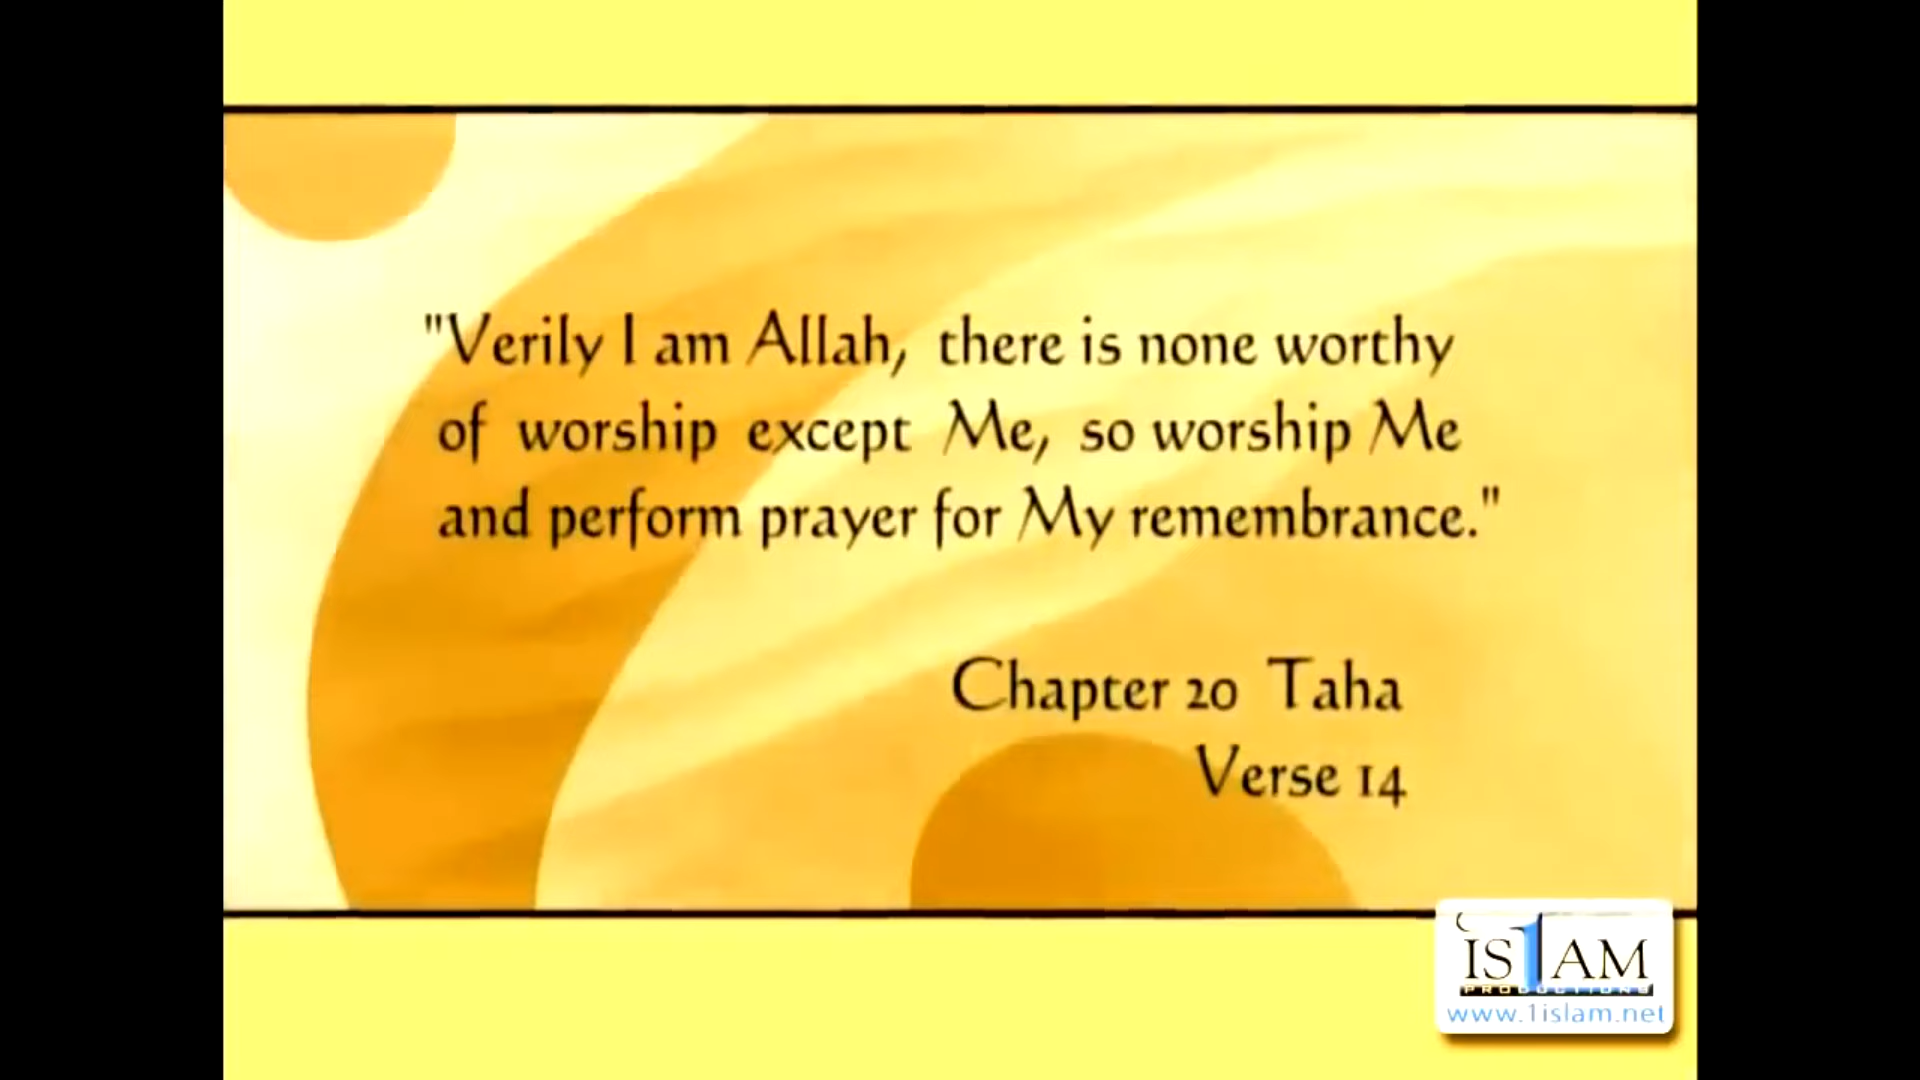 "Verily I am Allah, there is none worthy
of worship except Me, so worship Me
and perform prayer for My remembrance."
Chapter 20 Taha
Verse 14
IS1AM
PRODUCTIONS
www.1islam.net